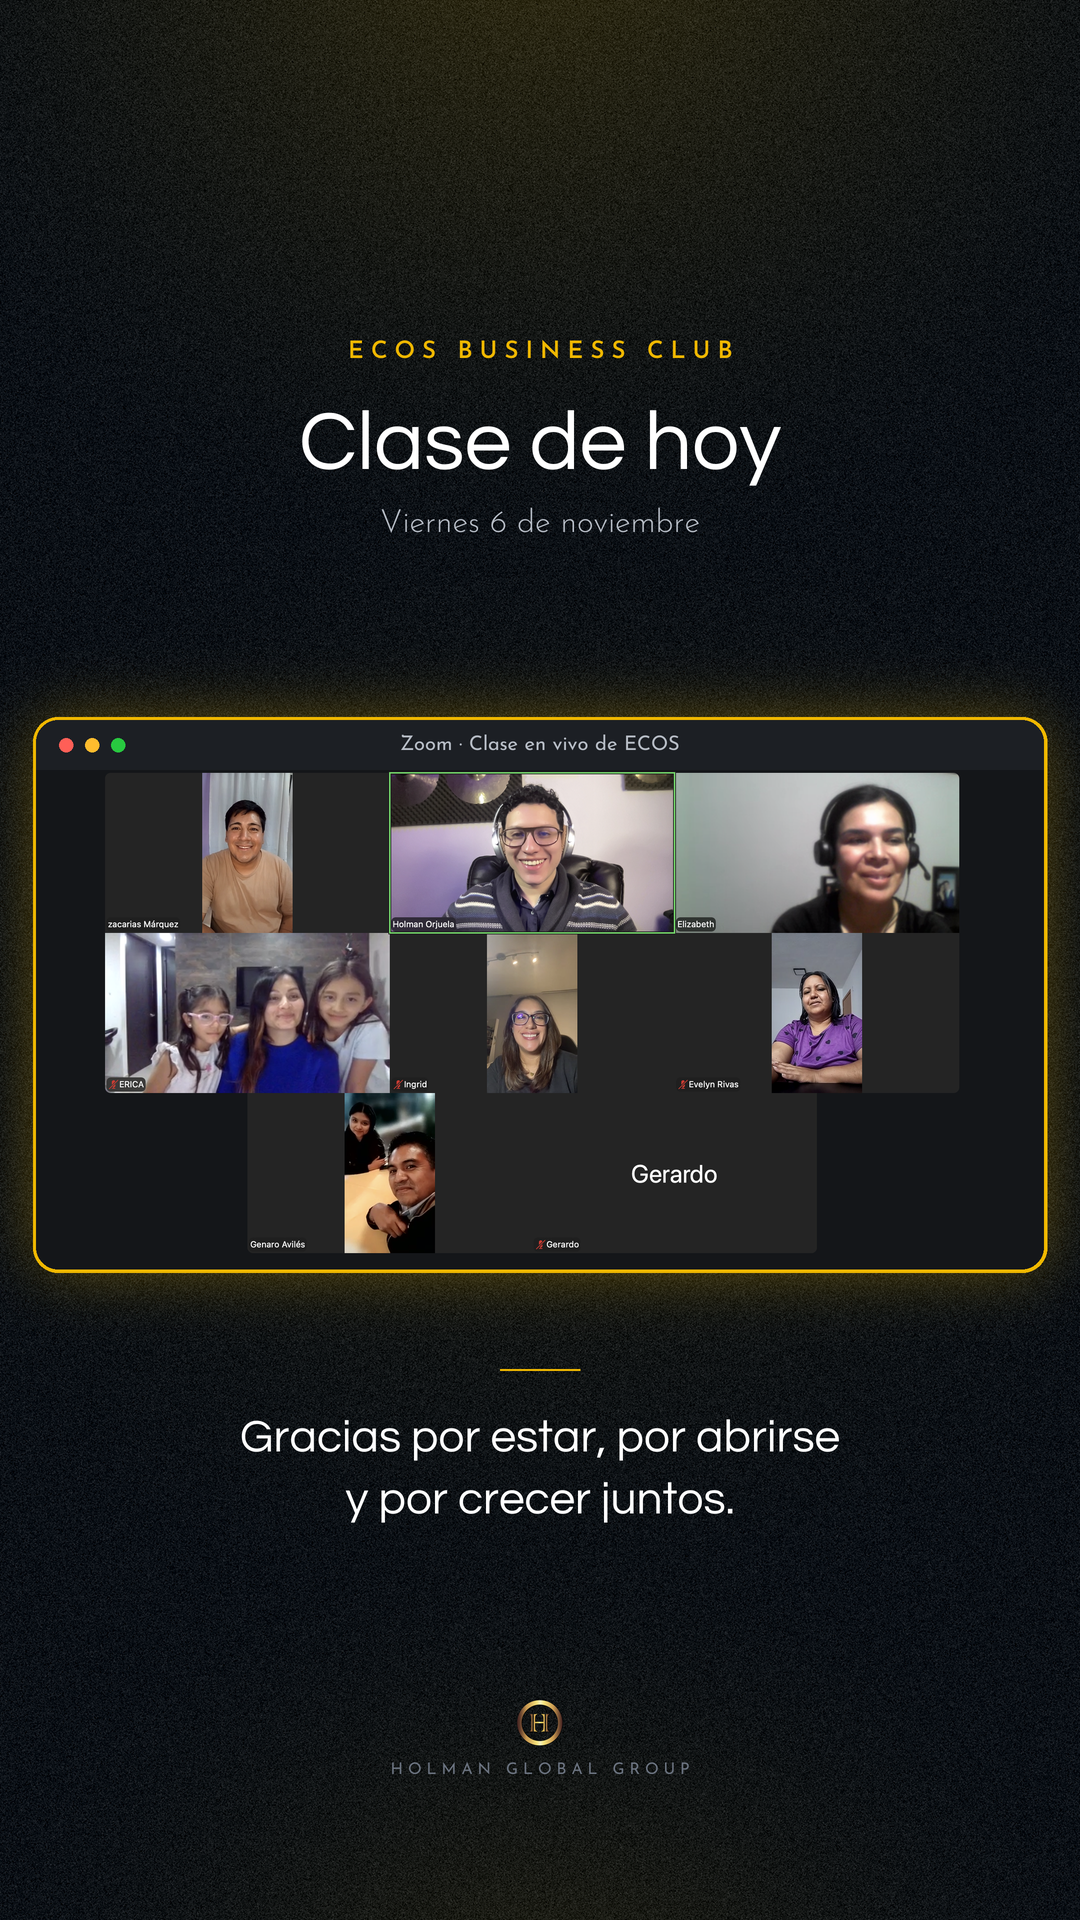 ECOS BUSINESS CLUB
Clase de hoy
Viernes 6 de noviembre
Zoom · Clase en vivo de ECOS
zacarias Márquez
Holman Orjuela
Elizabeth
ERICA
Ingrid
Evelyn Rivas
Genaro Avilés
Gerardo
Gerardo
Gracias por estar, por abrirse
y por crecer juntos.
H
HOLMAN GLOBAL GROUP